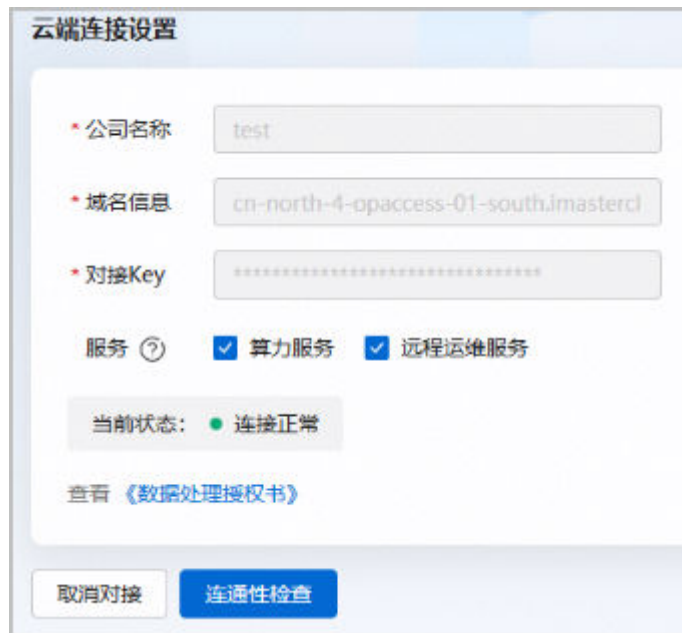 云端连接设置
* 公司名称 test
* 域名信息 cn-north-4-opaccess-01-south.imastercl
* 对接Key ********************************
服务 ? 算力服务 远程运维服务
当前状态： 连接正常
查看 《数据处理授权书》
取消对接 连通性检查